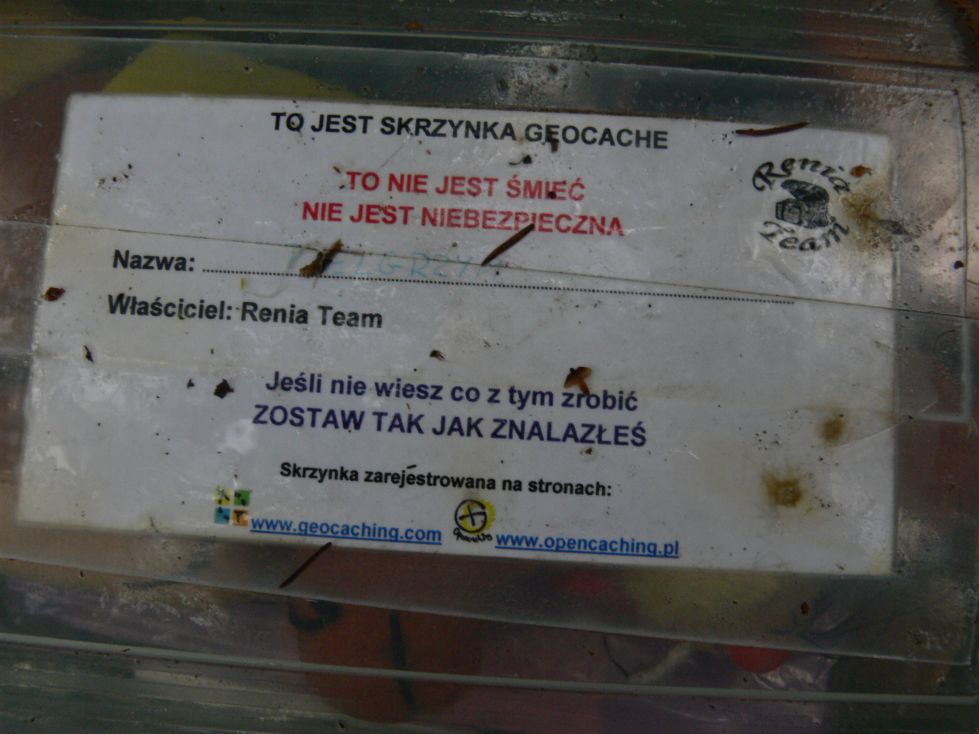 TO JEST SKRZYNKA GEOCACHE
TO NIE JEST ŚMIEĆ
NIE JEST NIEBEZPIECZNA
Renia
Team
Nazwa:
Właściciel: Renia Team
Jeśli nie wiesz co z tym zrobić
ZOSTAW TAK JAK ZNALAZŁEŚ
Skrzynka zarejestrowana na stronach:
www.geocaching.com www.opencaching.pl